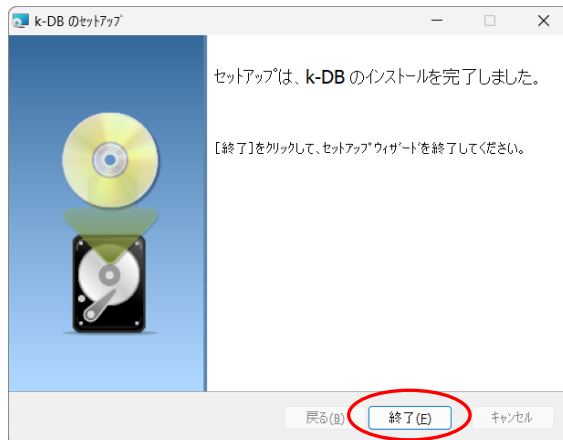 k-DB のｾｯﾄｱｯﾌﾟ
セットアップは、k-DB のインストールを完了しました。
[終了]をクリックして、セットアップ ウィザードを終了してください。
戻る(B)
終了(F)
キャンセル